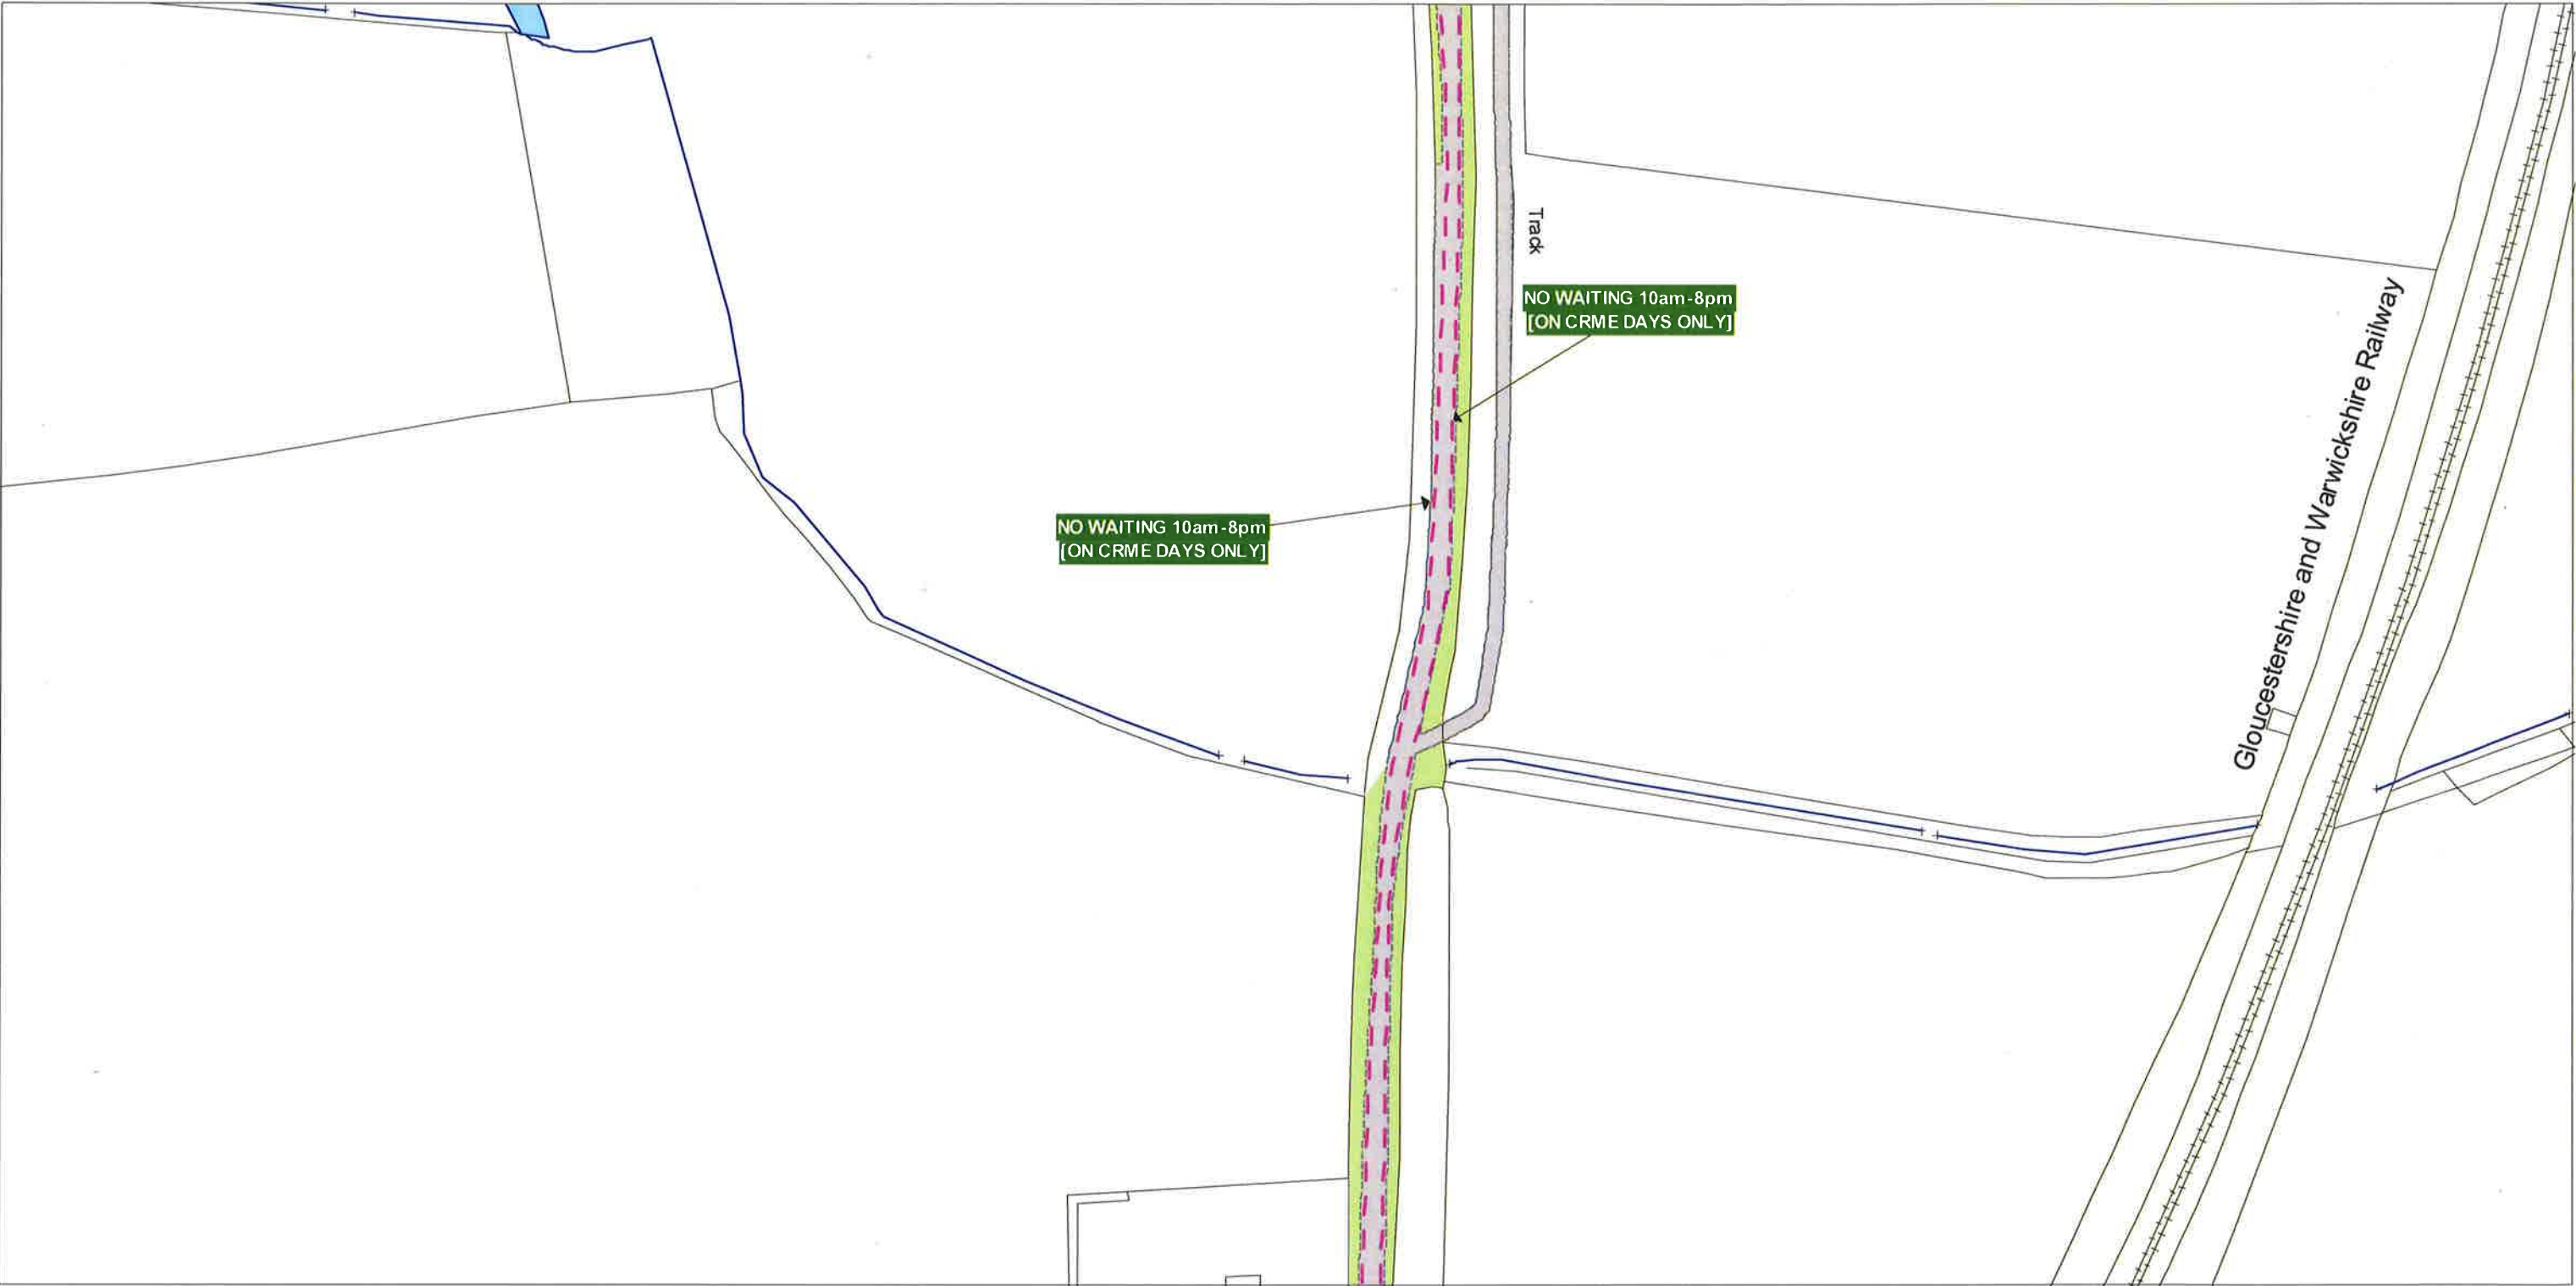 Track
NO WAITING 10am-8pm
[ON CRME DAYS ONLY]
Gloucestershire and Warwickshire Railway
NO WAITING 10am-8pm
[ON CRME DAYS ONLY]